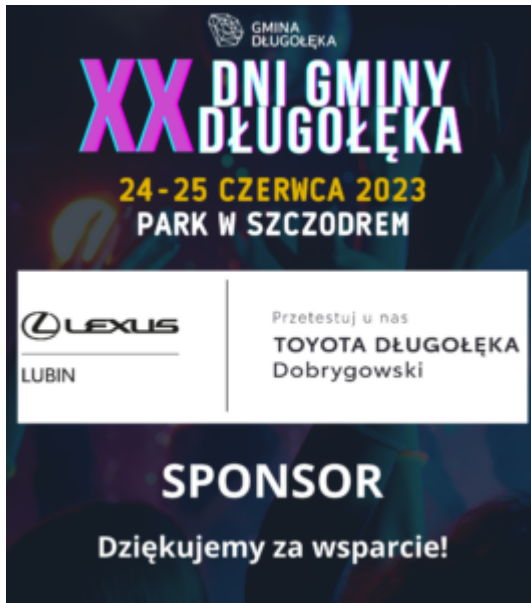 GMINA
DŁUGOŁĘKA
XX DNI GMINY
DŁUGOŁĘKA
24-25 CZERWCA 2023
PARK W SZCZODREM
LEXUS
LUBIN
Przetestuj u nas
TOYOTA DŁUGOŁĘKA
Dobrygowski
SPONSOR
Dziękujemy za wsparcie!